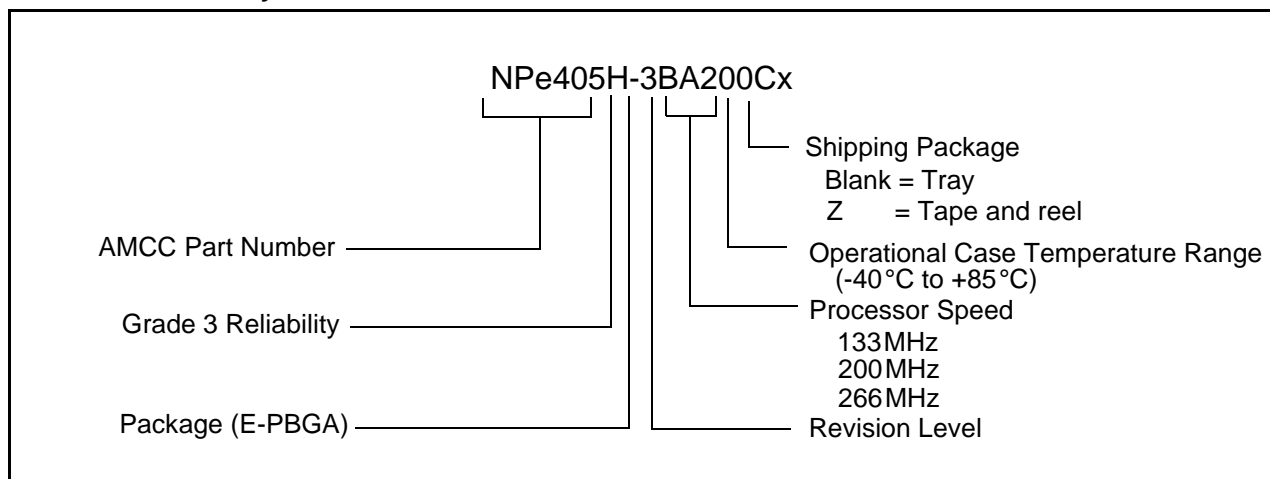 NPe405H-3BA200Cx
Shipping Package
Blank = Tray
Z = Tape and reel
AMCC Part Number
Operational Case Temperature Range
(-40°C to +85°C)
Processor Speed
Grade 3 Reliability
133MHz
200MHz
266MHz
Package (E-PBGA)
Revision Level